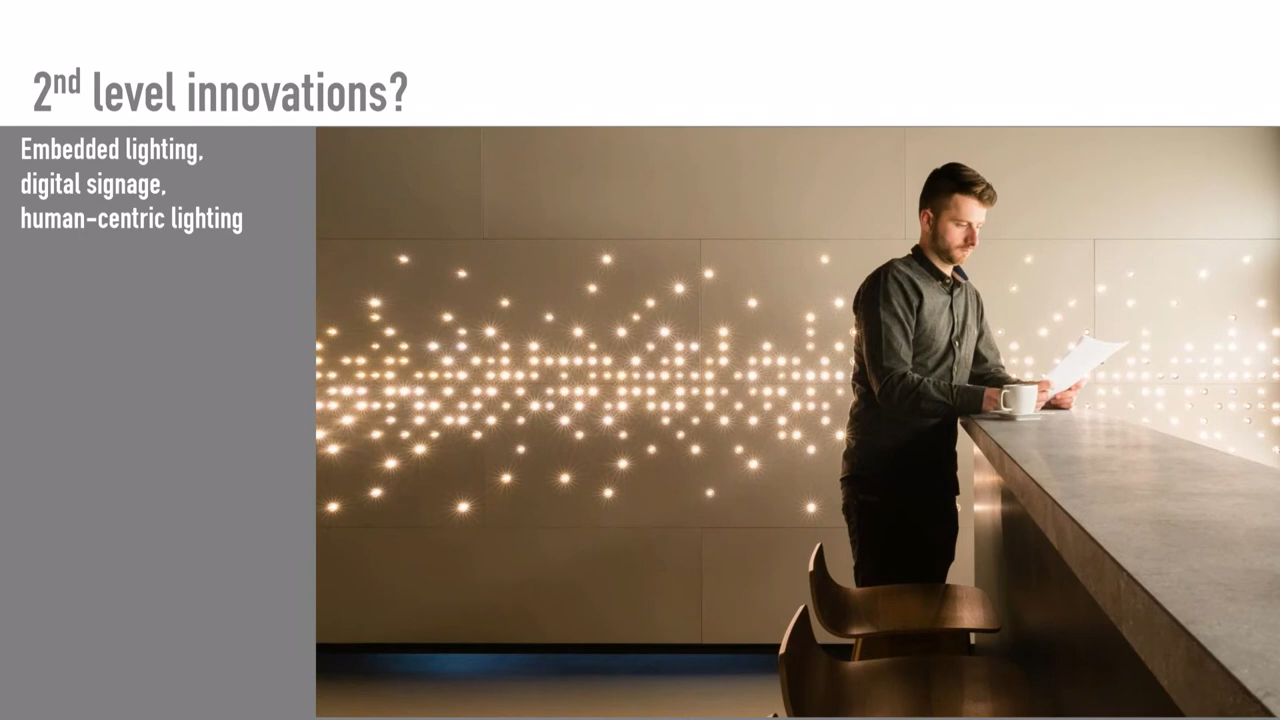 2nd level innovations?
Embedded lighting,
digital signage,
human-centric lighting